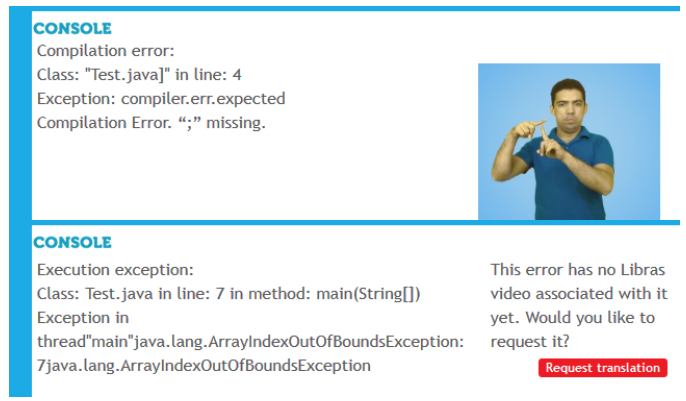 CONSOLE
Compilation error:
Class: "Test.java]" in line: 4
Exception: compiler.err.expected
Compilation Error. “;” missing.
CONSOLE
Execution exception:
Class: Test.java in line: 7 in method: main(String[])
Exception in
thread"main"java.lang.ArrayIndexOutOfBoundsException:
7java.lang.ArrayIndexOutOfBoundsException
This error has no Libras
video associated with it
yet. Would you like to
request it?
Request translation